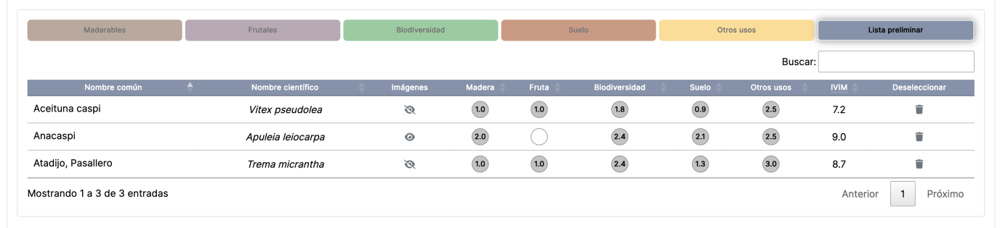 Maderables Frutales Biodiversidad Suelo Otros usos Lista preliminar
Buscar:
Nombre común Nombre científico Imágenes Madera Fruta Biodiversidad Suelo Otros usos IVIM Deseleccionar
Aceituna caspi Vitex pseudolea 1.0 1.0 1.8 0.9 2.5 7.2
Anacaspi Apuleia leiocarpa 2.0 2.4 2.1 2.5 9.0
Atadijo, Pasallero Trema micrantha 1.0 1.0 2.4 1.3 3.0 8.7
Mostrando 1 a 3 de 3 entradas Anterior 1 Próximo